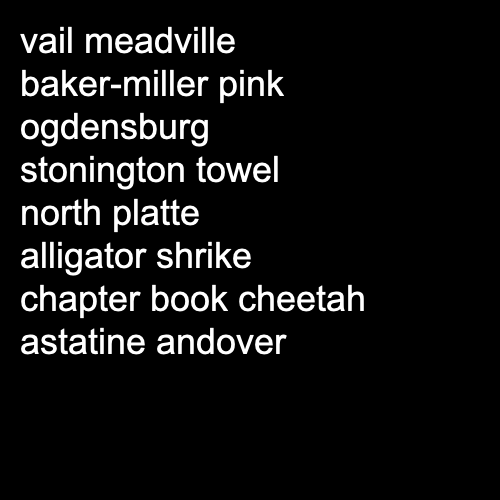 vail meadville
baker-miller pink
ogdensburg
stonington towel
north platte
alligator shrike
chapter book cheetah
astatine andover